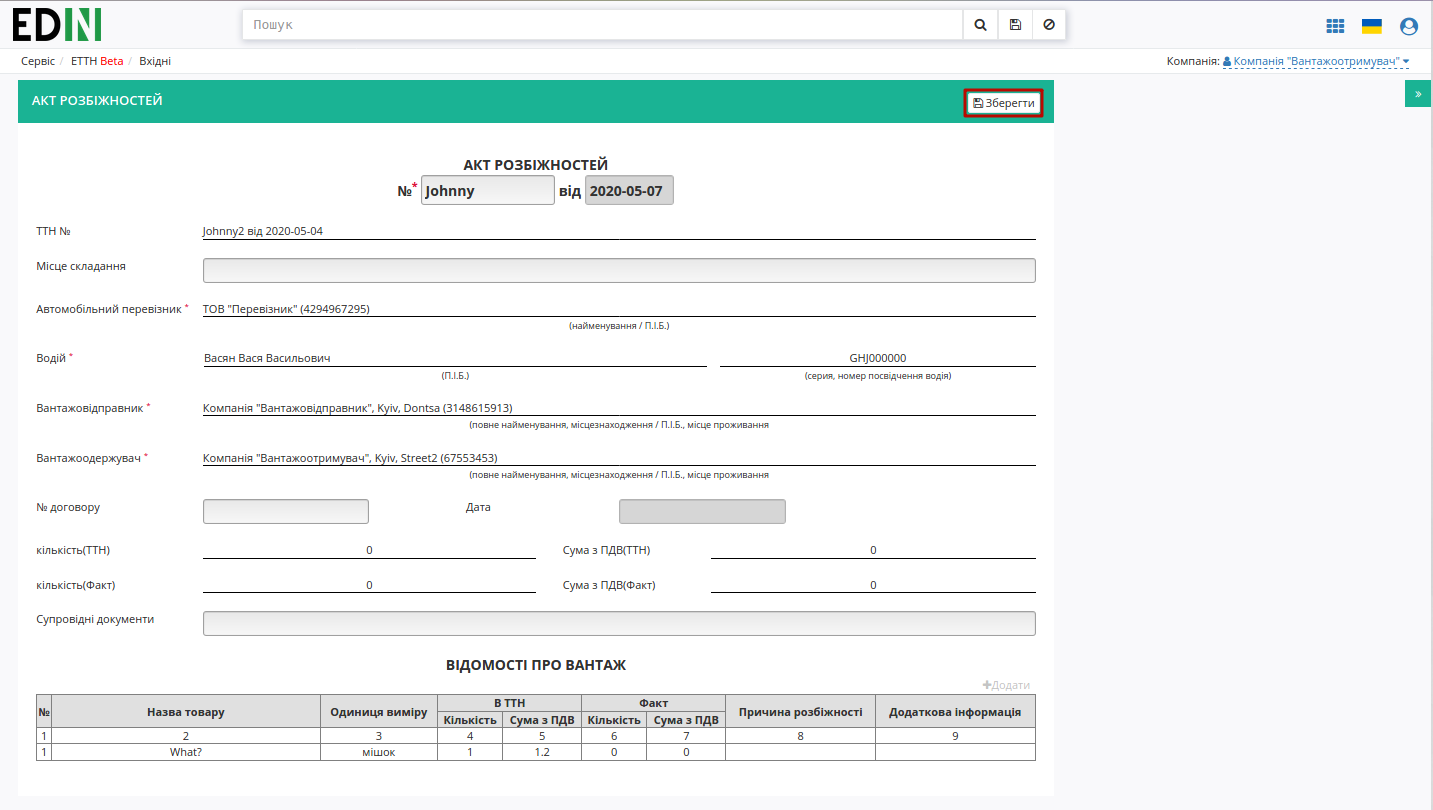 EDIN
Пошук
Сервіс / ЕТТН Beta / Вхідні
Компанія: Компанія "Вантажоотримувач"
»
АКТ РОЗБІЖНОСТЕЙ
Зберегти
АКТ РОЗБІЖНОСТЕЙ
№* Johnny від 2020-05-07
ТТН № Johnny2 від 2020-05-04
Місце складання
Автомобільний перевізник * ТОВ "Перевізник" (4294967295)
(найменування / П.І.Б.)
Водій * Васян Вася Васильович GHJ000000
(П.І.Б.) (серия, номер посвідчення водія)
Вантажовідправник * Компанія "Вантажовідправник", Kyiv, Dontsa (3148615913)
(повне найменування, місцезнаходження / П.І.Б., місце проживання
Вантажоодержувач * Компанія "Вантажоотримувач", Kyiv, Street2 (67553453)
(повне найменування, місцезнаходження / П.І.Б., місце проживання
№ договору Дата
кількість(ТТН) 0 Сума з ПДВ(ТТН) 0
кількість(Факт) 0 Сума з ПДВ(Факт) 0
Супровідні документи
ВІДОМОСТІ ПРО ВАНТАЖ
Додати
№ Назва товару Одиниця виміру В ТТН Факт Причина розбіжності Додаткова інформація
Кількість Сума з ПДВ Кількість Сума з ПДВ
1 2 3 4 5 6 7 8 9
1 What? мішок 1 1.2 0 0